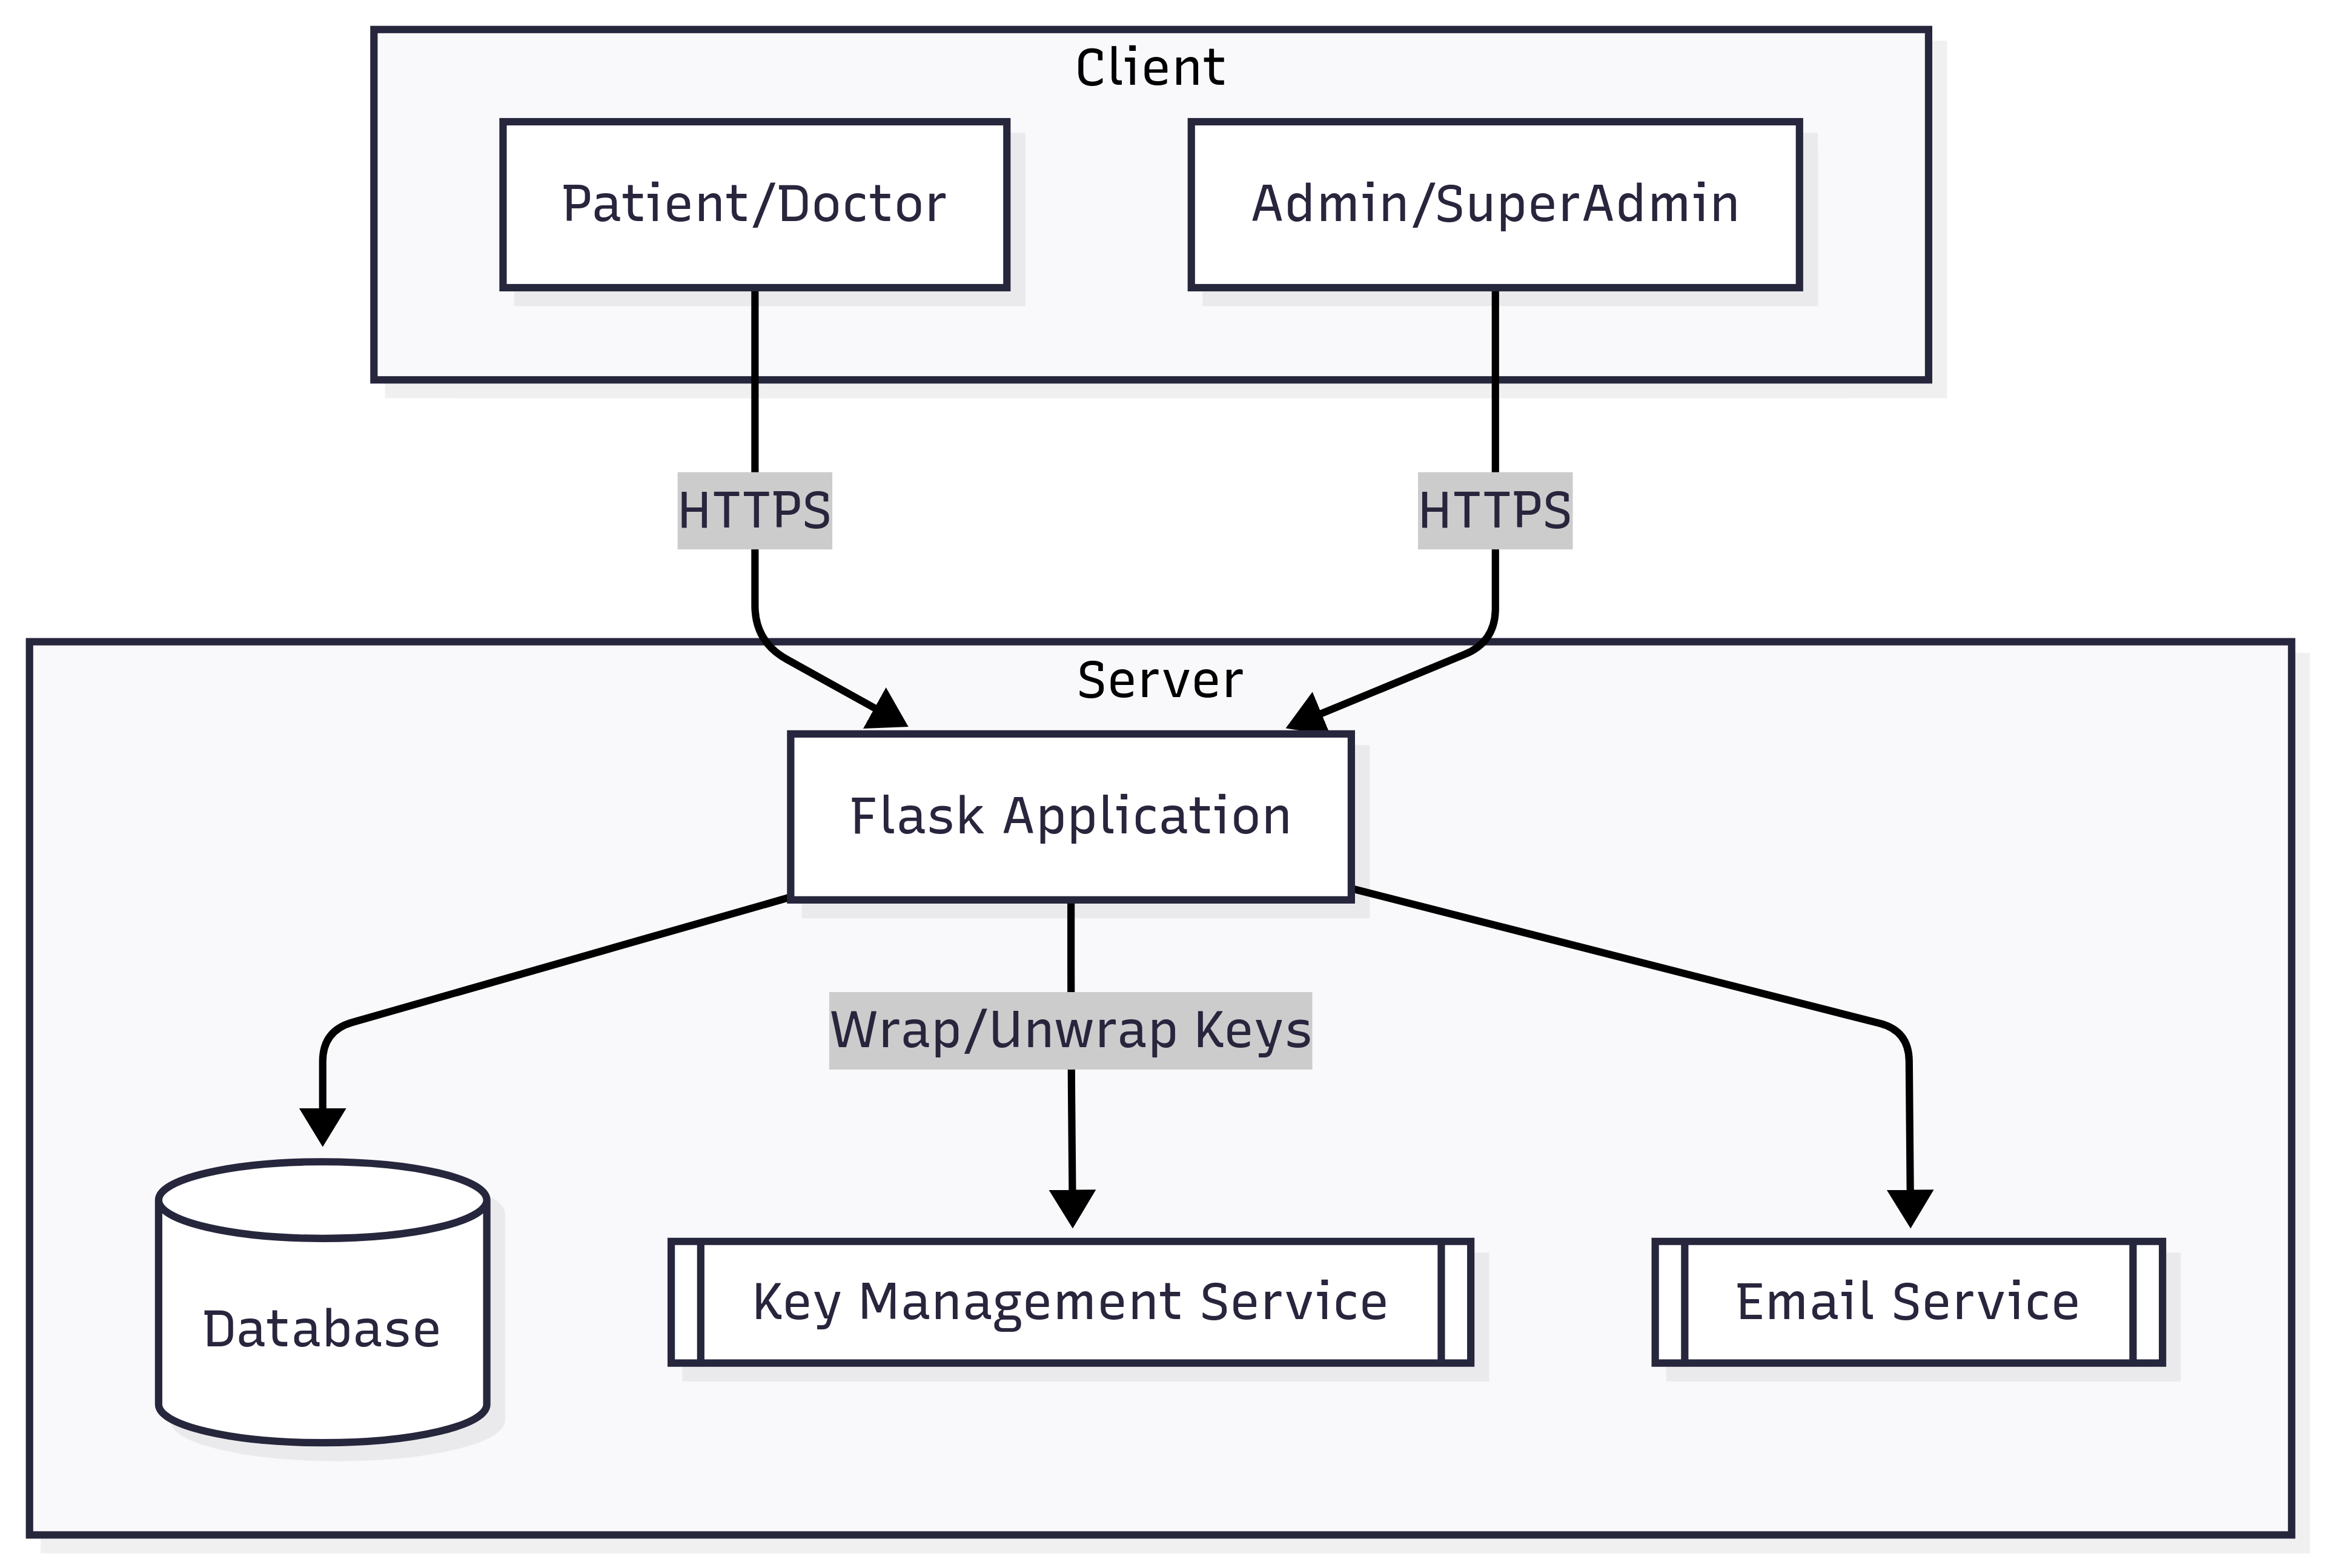 Client
Patient/Doctor
Admin/SuperAdmin
HTTPS
HTTPS
Server
Flask Application
Wrap/Unwrap Keys
Database
Key Management Service
Email Service